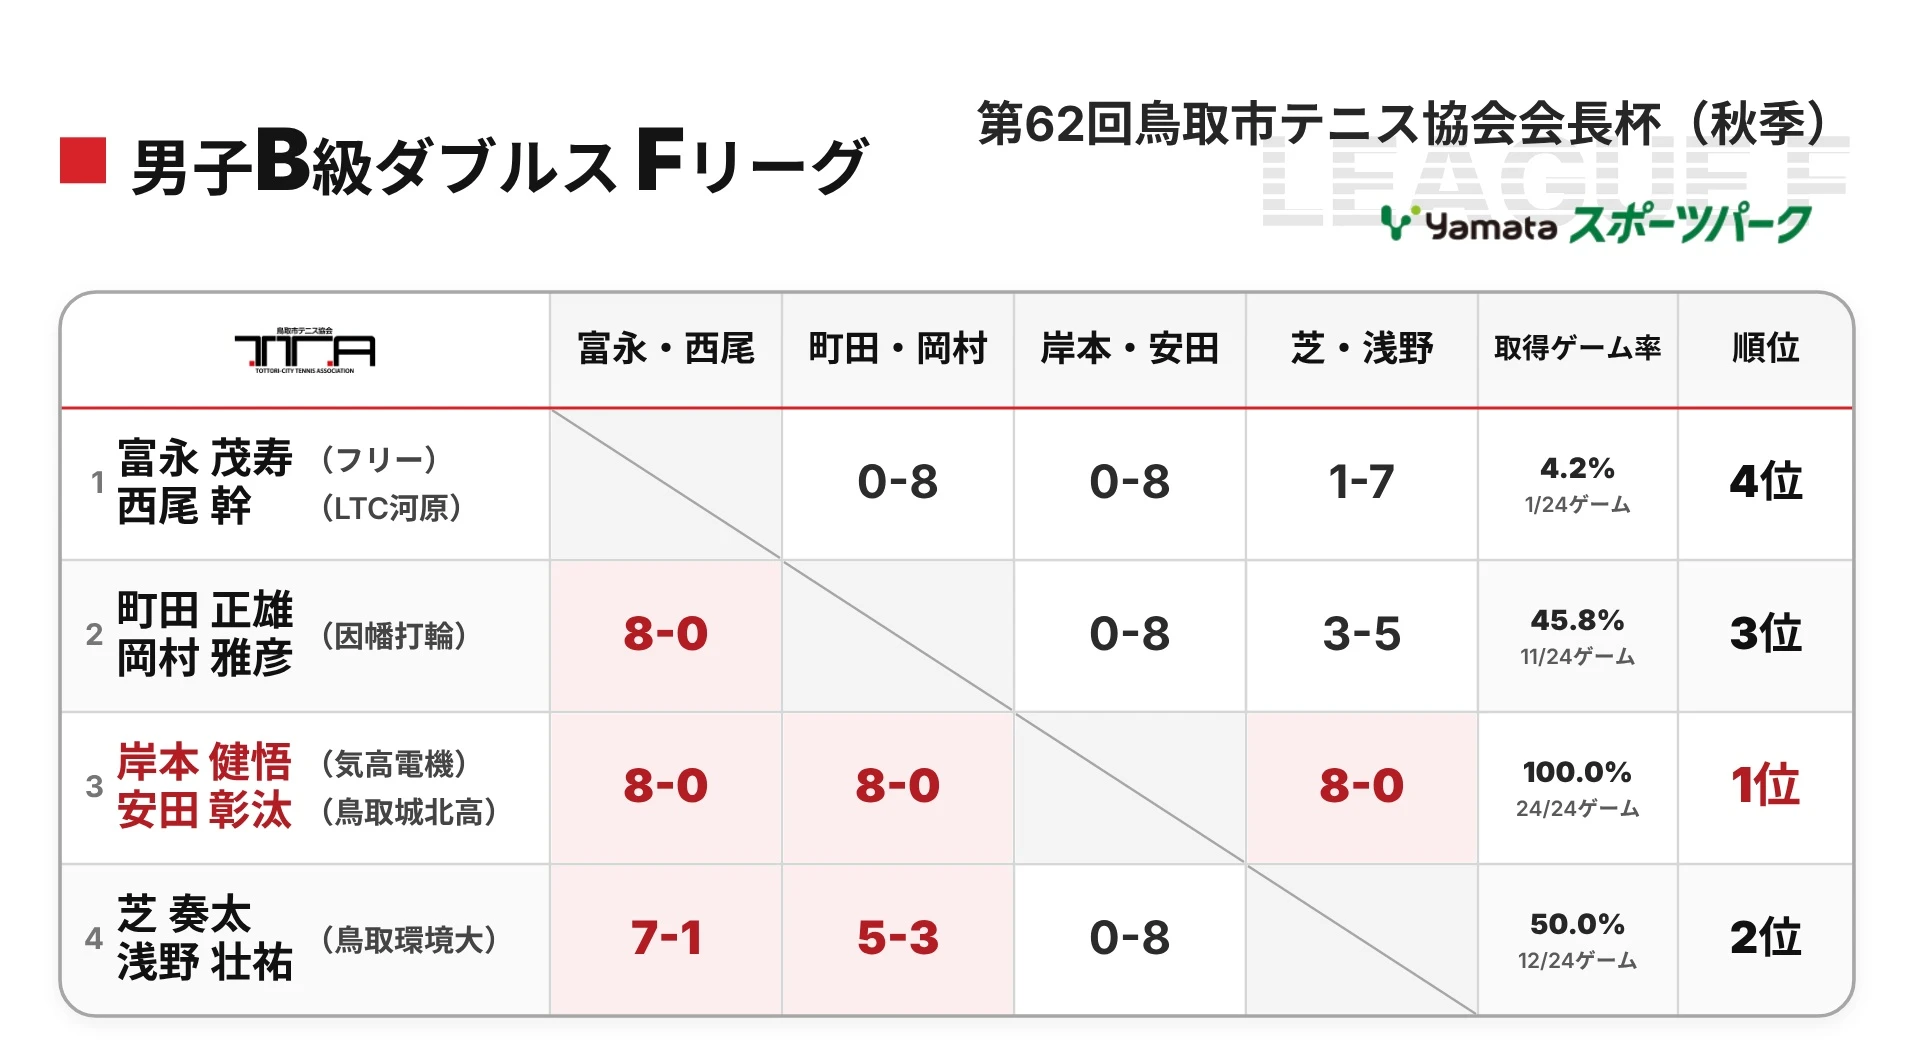 男子B級ダブルス Fリーグ
第62回鳥取市テニス協会会長杯（秋季）
LEAGUE F
Yamata スポーツパーク
鳥取市テニス協会
TTCA
TOTTORI-CITY TENNIS ASSOCIATION
富永・西尾 町田・岡村 岸本・安田 芝・浅野 取得ゲーム率 順位
1 富永 茂寿 （フリー）
西尾 幹 （LTC河原）
0-8 0-8 1-7 4.2% 4位
1/24ゲーム
2 町田 正雄
岡村 雅彦 （因幡打輪）
8-0 0-8 3-5 45.8% 3位
11/24ゲーム
3 岸本 健悟 （気高電機）
安田 彰汰 （鳥取城北高）
8-0 8-0 8-0 100.0% 1位
24/24ゲーム
4 芝 奏太
浅野 壮祐 （鳥取環境大）
7-1 5-3 0-8 50.0% 2位
12/24ゲーム